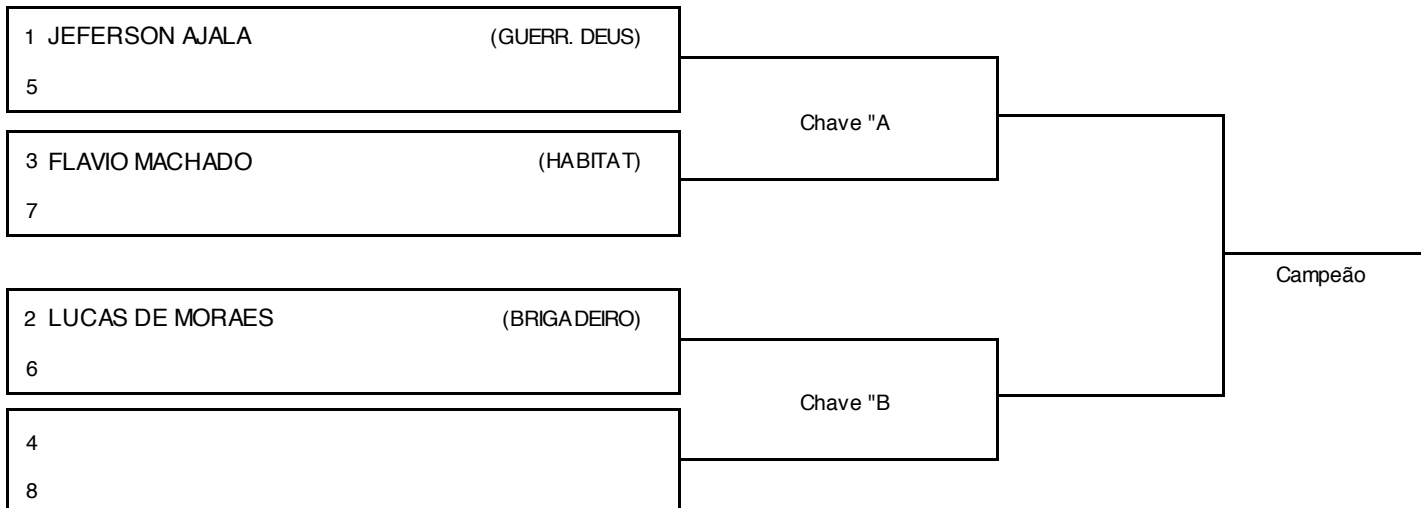 1 JEFERSON AJALA (GUERR. DEUS)
5
Chave "A
3 FLAVIO MACHADO (HABITAT)
7
Campeão
2 LUCAS DE MORAES (BRIGADEIRO)
6
Chave "B
4
8